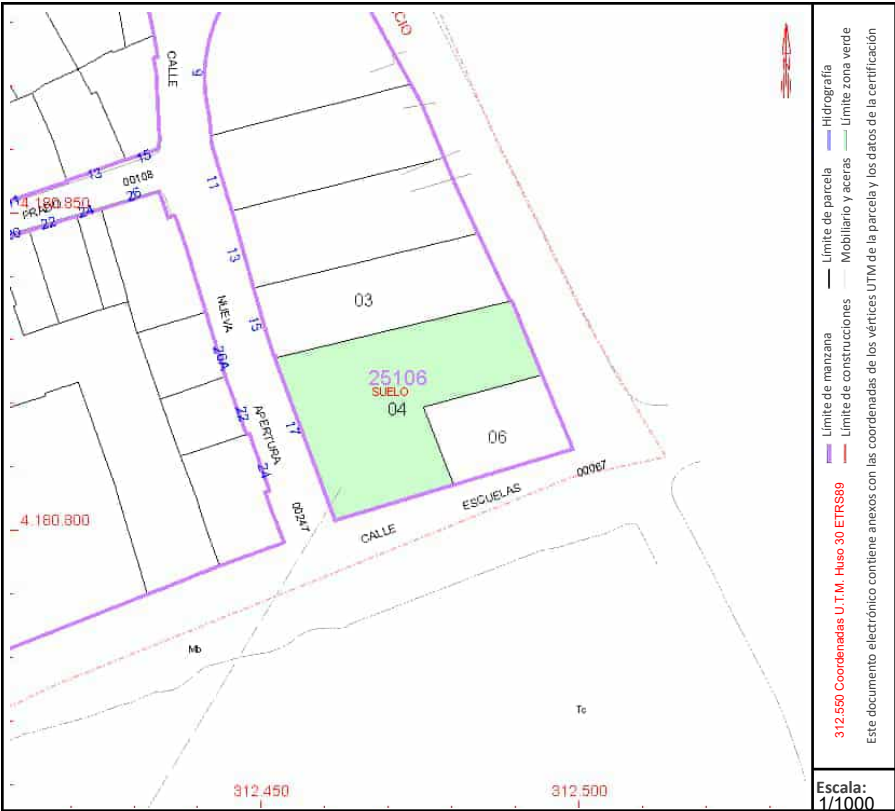 CIO
CALLE
9
15
13
00108
26
11
4.180.850
PRADO
24
22
20
13
NUEVA
15
03
26A
25106
SUELO
04
22
APERTURA
17
06
24
00247
4.180.800
CALLE
ESCUELAS
00067
Mb
Tc
312.450
312.500
312.550 Coordenadas U.T.M. Huso 30 ETRS89
Límite de manzana
Límite de parcela
Hidrografía
Límite de construcciones
Mobiliario y aceras
Límite zona verde
Este documento electrónico contiene anexos con las coordenadas de los vértices UTM de la parcela y los datos de la certificación
Escala:
1/1000